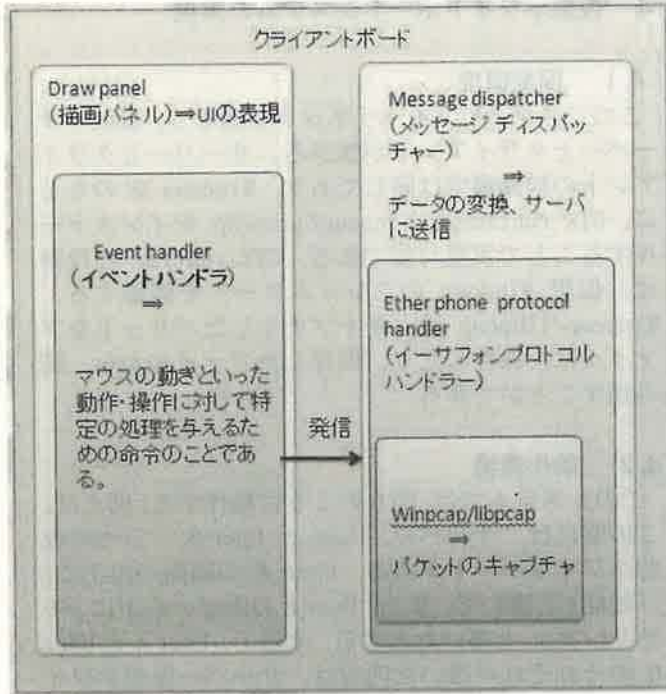 クライアントボード
Draw panel
（描画パネル）⇒UIの表現
Event handler
（イベントハンドラ）
⇒
マウスの動きといった
動作・操作に対して特
定の処理を与えるた
めの命令のことであ
る。
発信
Message dispatcher
（メッセージ ディスパッ
チャー）
⇒
データの変換、サーバ
に送信
Ether phone protocol
handler
（イーサフォンプロトコル
ハンドラー）
Winpcap/libpcap
⇒
パケットのキャプチャ